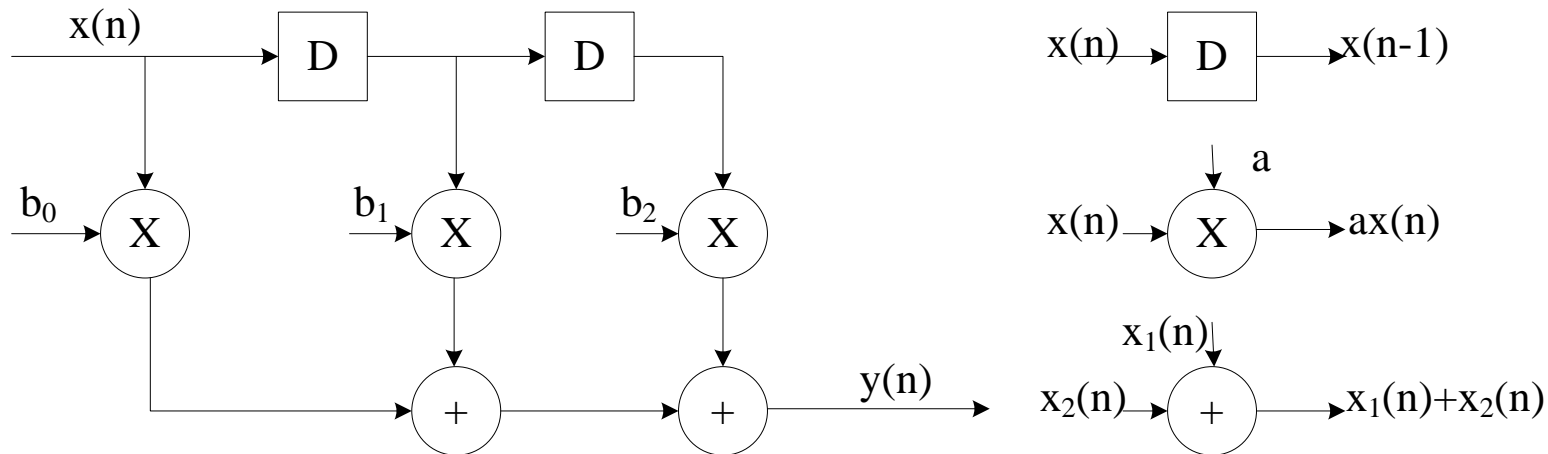 x(n)
D
D
b₀
X
b₁
X
b₂
X
+
+
y(n)
x(n)
D
x(n-1)
a
x(n)
X
ax(n)
x₁(n)
x₂(n)
+
x₁(n)+x₂(n)